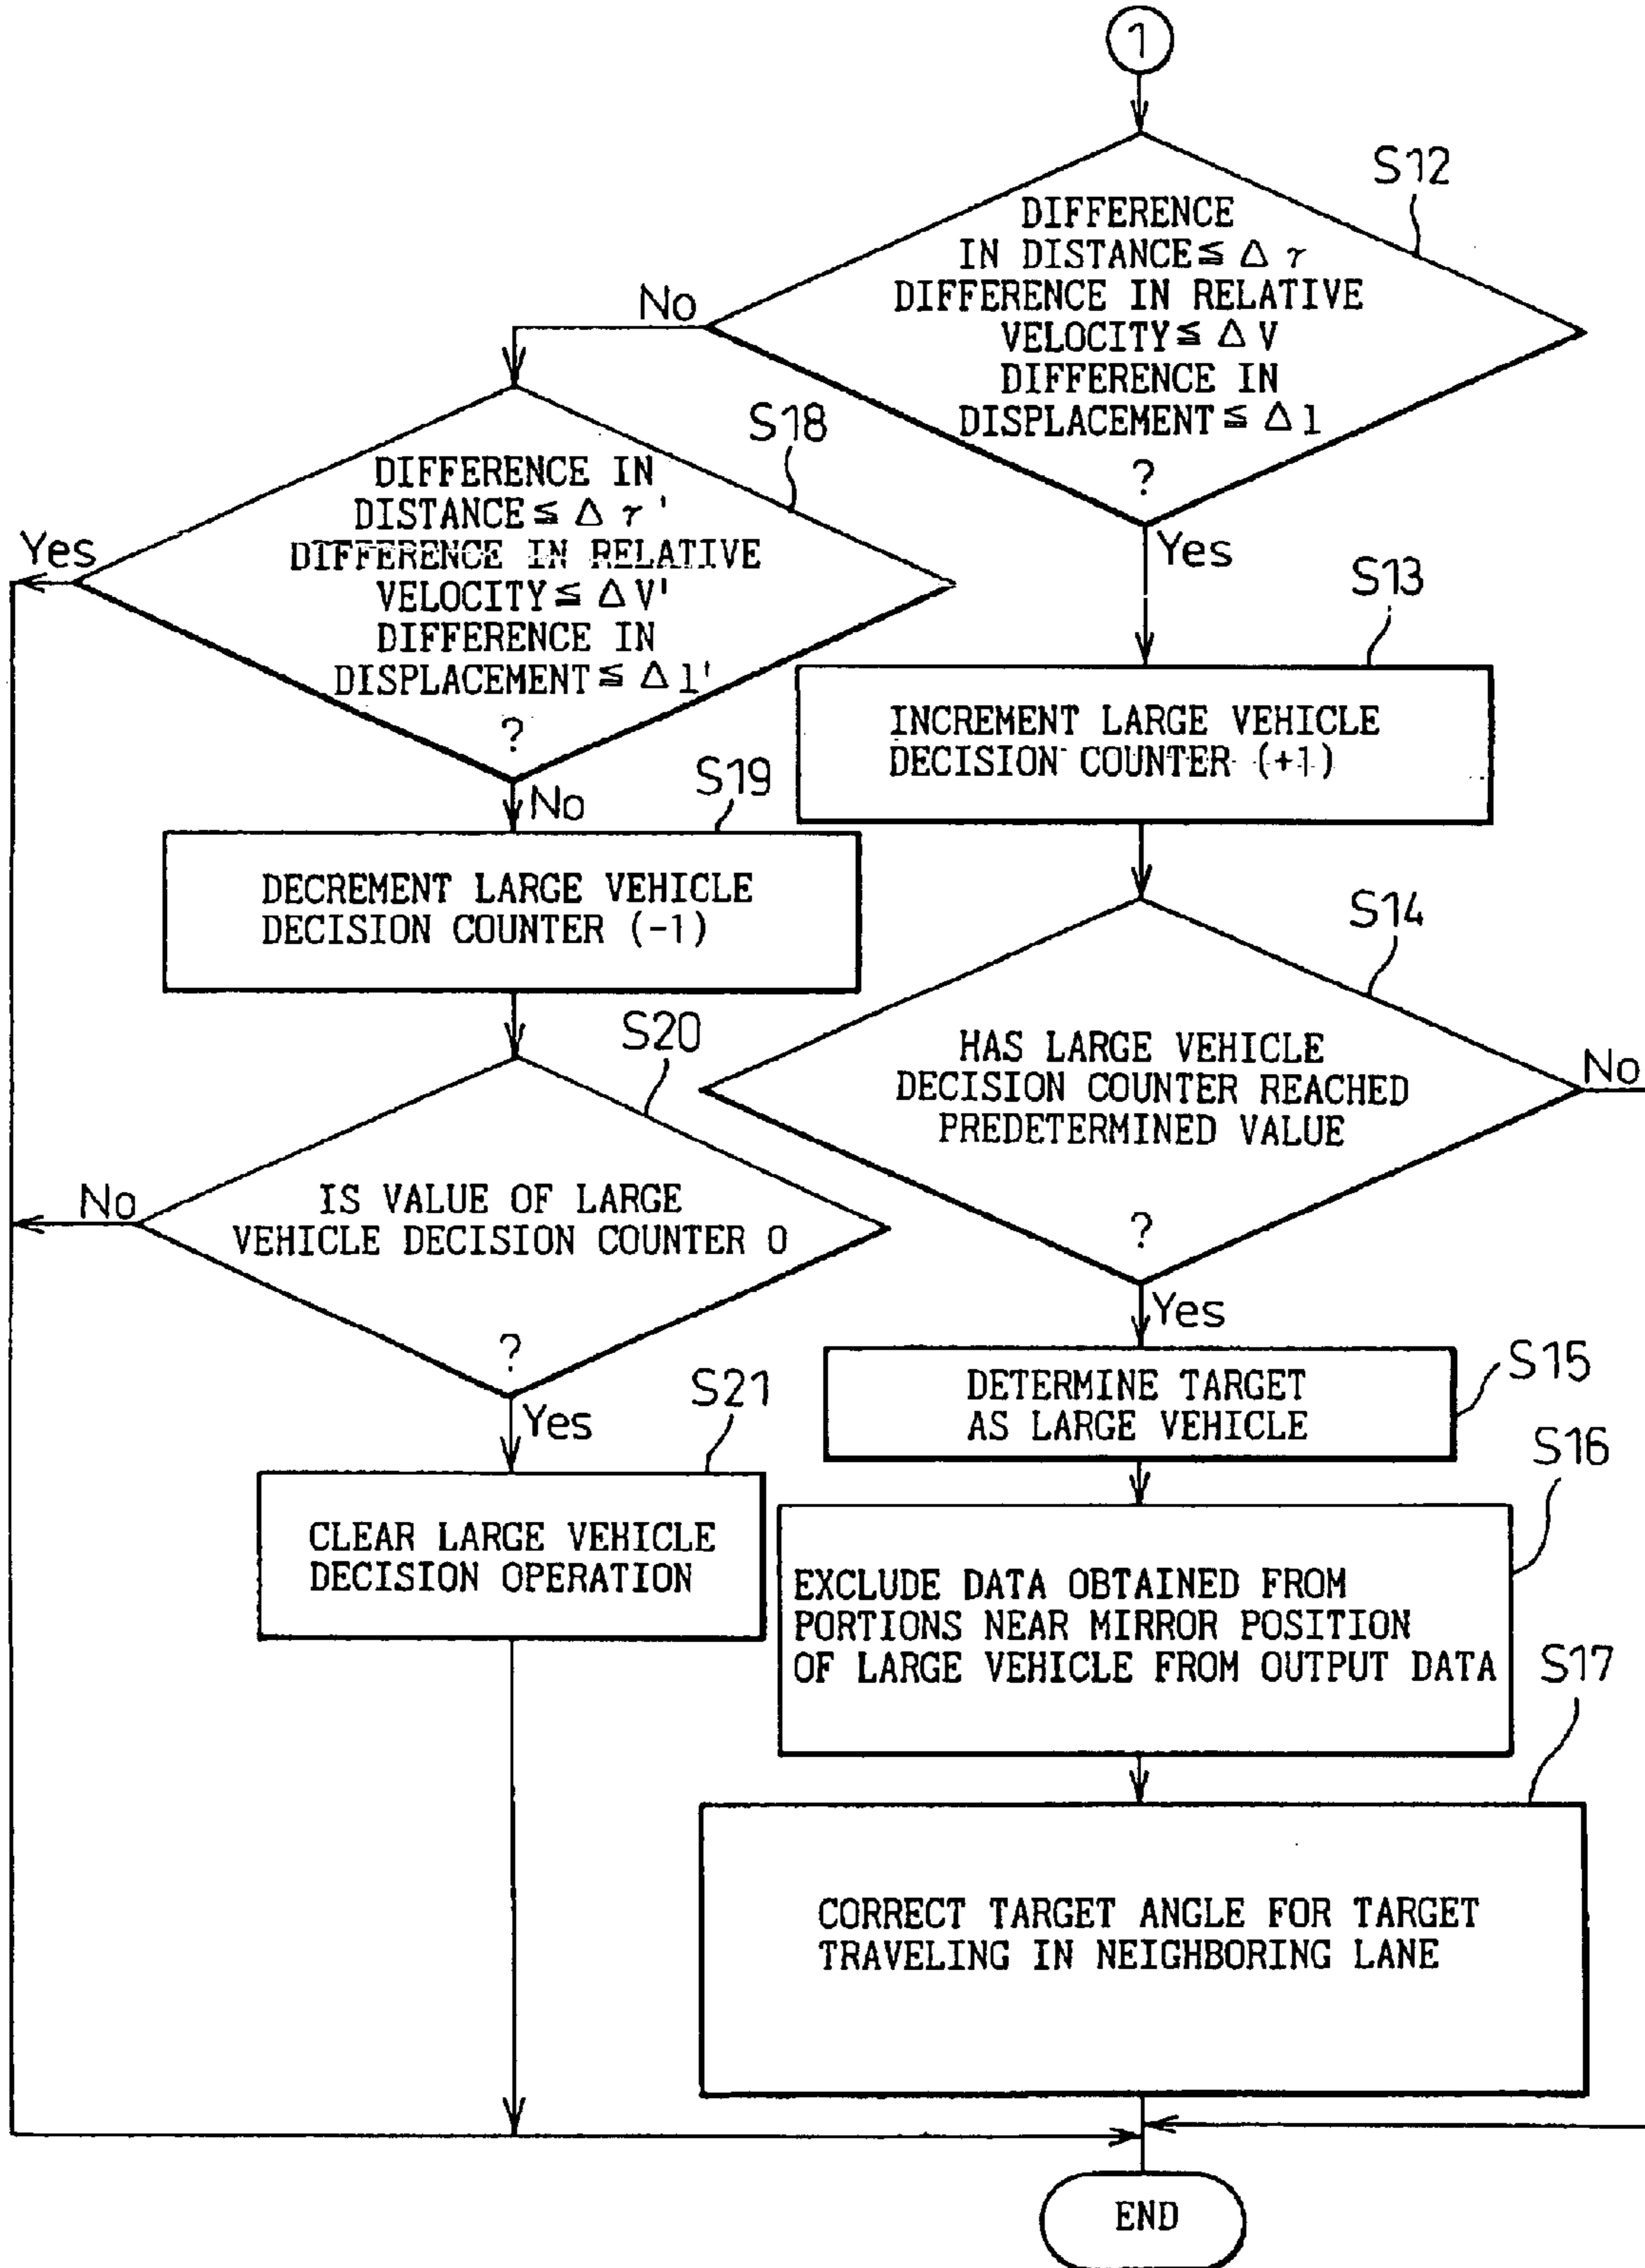 1
S12
DIFFERENCE
IN DISTANCE≦ Δ r
DIFFERENCE IN RELATIVE
VELOCITY≦ Δ V
DIFFERENCE IN
DISPLACEMENT≦ Δ l
?
No
Yes
S18
DIFFERENCE IN
DISTANCE≦ Δ r '
DIFFERENCE IN RELATIVE
VELOCITY≦ Δ V'
DIFFERENCE IN
DISPLACEMENT≦ Δ l'
?
Yes
No
S13
INCREMENT LARGE VEHICLE
DECISION COUNTER (+1)
S19
DECREMENT LARGE VEHICLE
DECISION COUNTER (-1)
S14
HAS LARGE VEHICLE
DECISION COUNTER REACHED
PREDETERMINED VALUE
?
No
Yes
S20
IS VALUE OF LARGE
VEHICLE DECISION COUNTER 0
?
No
Yes
S15
DETERMINE TARGET
AS LARGE VEHICLE
S21
CLEAR LARGE VEHICLE
DECISION OPERATION
S16
EXCLUDE DATA OBTAINED FROM
PORTIONS NEAR MIRROR POSITION
OF LARGE VEHICLE FROM OUTPUT DATA
S17
CORRECT TARGET ANGLE FOR TARGET
TRAVELING IN NEIGHBORING LANE
END